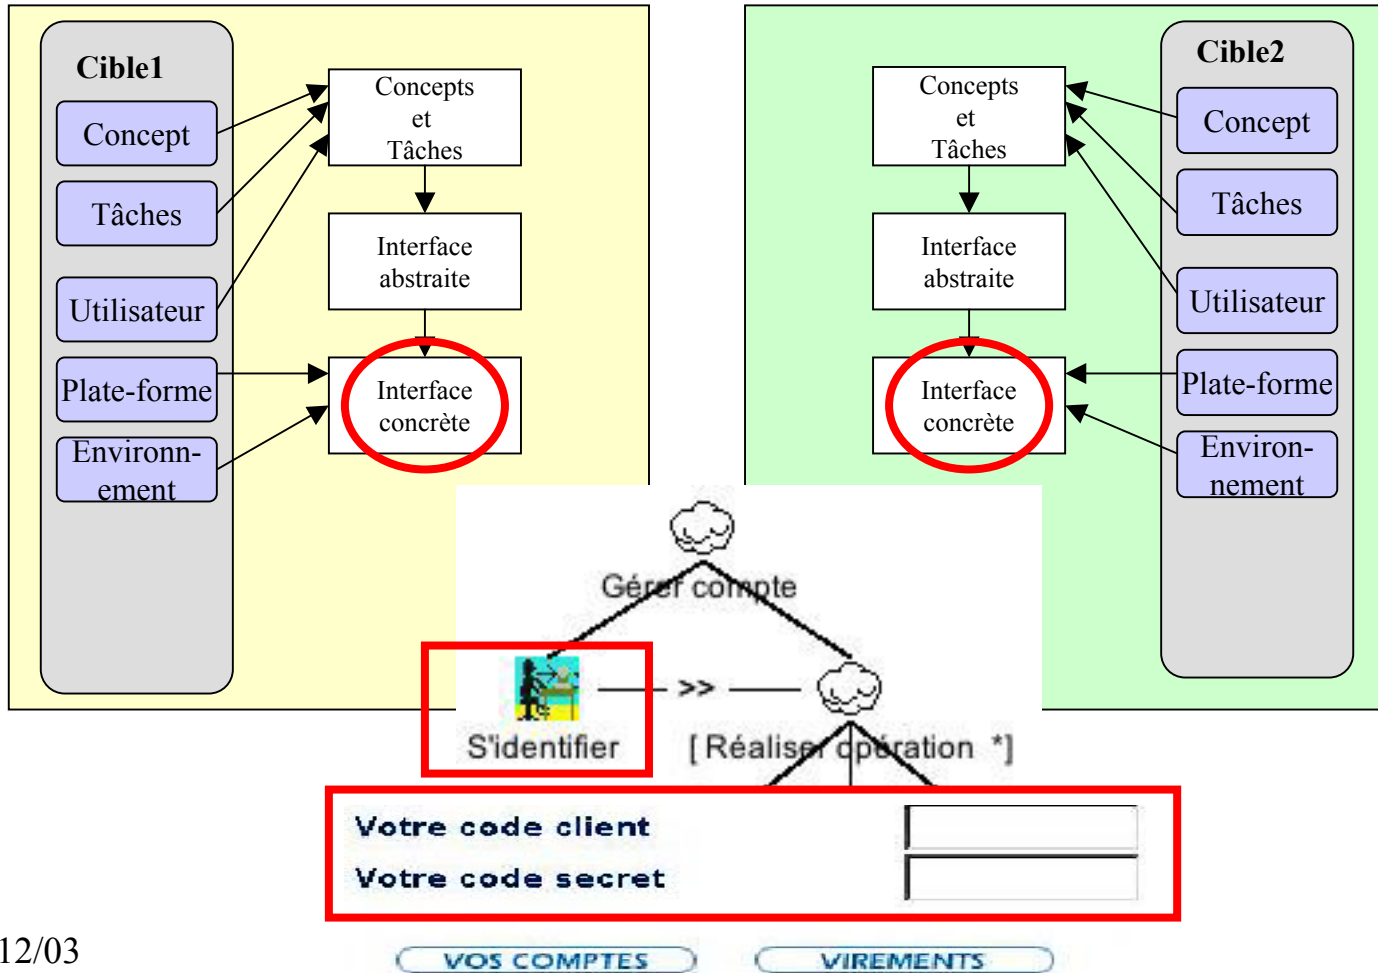 Cible1
Concept
Tâches
Utilisateur
Plate-forme
Environn-
ement
Concepts
et
Tâches
Interface
abstraite
Interface
concrète
Concepts
et
Tâches
Interface
abstraite
Interface
concrète
Cible2
Concept
Tâches
Utilisateur
Plate-forme
Environ-
nement
Gérer compte
>>
S'identifier [ Réaliser opération *]
Votre code client
Votre code secret
12/03
VOS COMPTES VIREMENTS